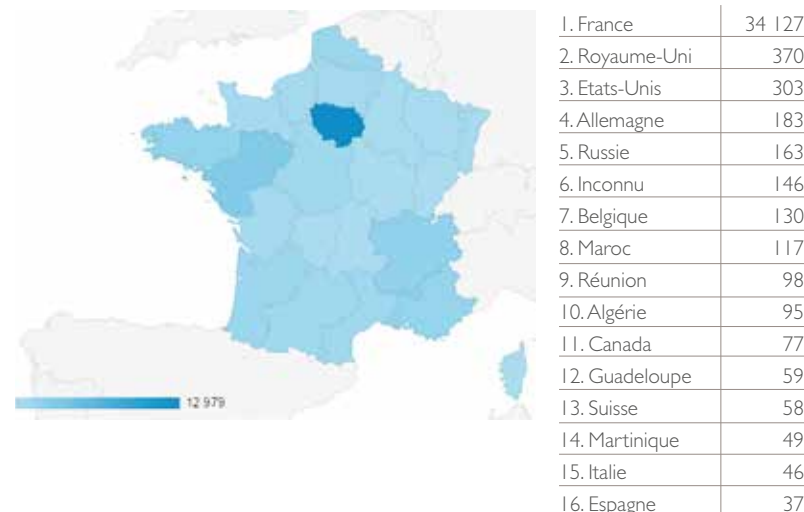 1. France 34 127
2. Royaume-Uni 370
3. Etats-Unis 303
4. Allemagne 183
5. Russie 163
6. Inconnu 146
7. Belgique 130
8. Maroc 117
9. Réunion 98
10. Algérie 95
11. Canada 77
12. Guadeloupe 59
13. Suisse 58
14. Martinique 49
15. Italie 46
16. Espagne 37
12 979